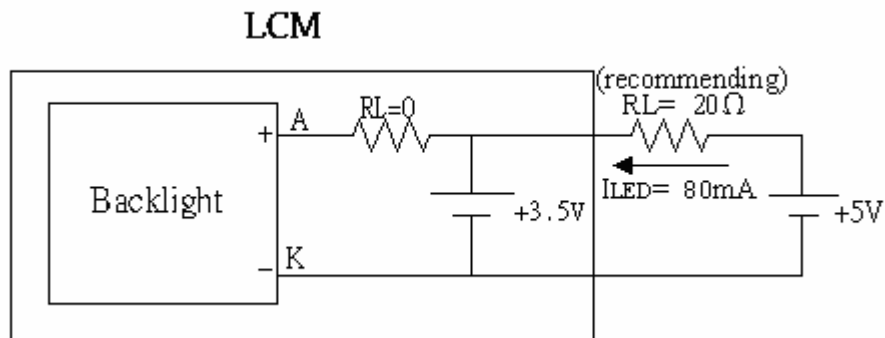 LCM
(recommending)
RL=0
RL= 20Ω
A
+
ILED= 80mA
Backlight
+3.5V
+5V
K
−